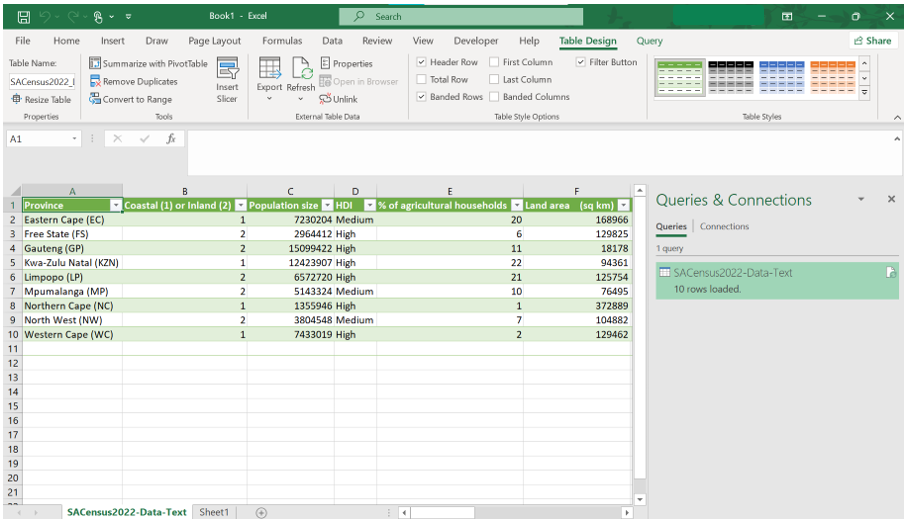 Book1 - Excel
Search
File Home Insert Draw Page Layout Formulas Data Review View Developer Help Table Design Query Share
Table Name:
SACensus2022_
Resize Table
Properties
Summarize with PivotTable
Remove Duplicates
Convert to Range
Insert
Slicer
Tools
Export Refresh
Properties
Open in Browser
Unlink
External Table Data
Header Row First Column Filter Button
Total Row Last Column
Banded Rows Banded Columns
Table Style Options
Table Styles
A1 fx
A B C D E F
1 Province Coastal (1) or Inland (2) Population size HDI % of agricultural households Land area (sq km)
2 Eastern Cape (EC) 1 7230204 Medium 20 168966
3 Free State (FS) 2 2964412 High 6 129825
4 Gauteng (GP) 2 15099422 High 11 18178
5 Kwa-Zulu Natal (KZN) 1 12423907 High 22 94361
6 Limpopo (LP) 2 6572720 High 21 125754
7 Mpumalanga (MP) 2 5143324 Medium 10 76495
8 Northern Cape (NC) 1 1355946 High 1 372889
9 North West (NW) 2 3804548 Medium 7 104882
10 Western Cape (WC) 1 7433019 High 2 129462
11
12
13
14
15
16
17
18
19
20
21
SACensus2022-Data-Text Sheet1
Queries & Connections
Queries Connections
1 query
SACensus2022-Data-Text
10 rows loaded.